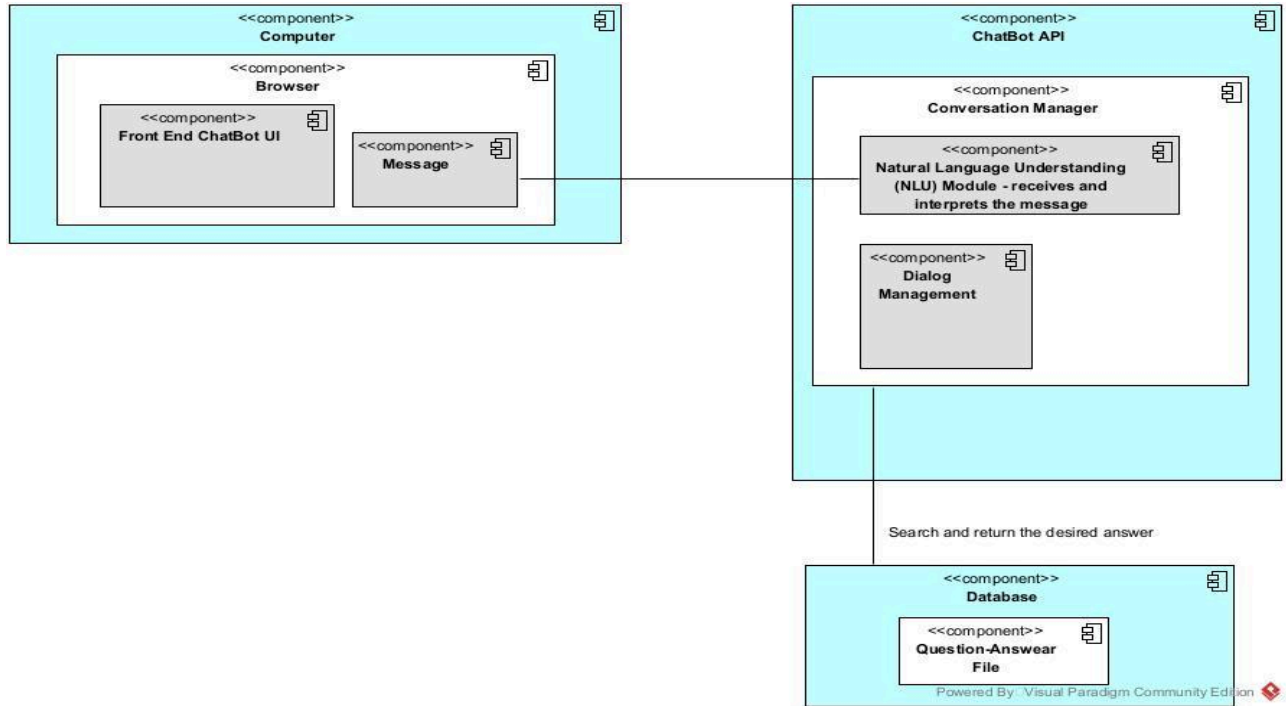 <<component>>
Computer
<<component>>
Browser
<<component>>
Front End ChatBot UI
<<component>>
Message
<<component>>
ChatBot API
<<component>>
Conversation Manager
<<component>>
Natural Language Understanding
(NLU) Module - receives and
interprets the message
<<component>>
Dialog
Management
Search and return the desired answer
<<component>>
Database
<<component>>
Question-Answear
File
Powered By Visual Paradigm Community Edition